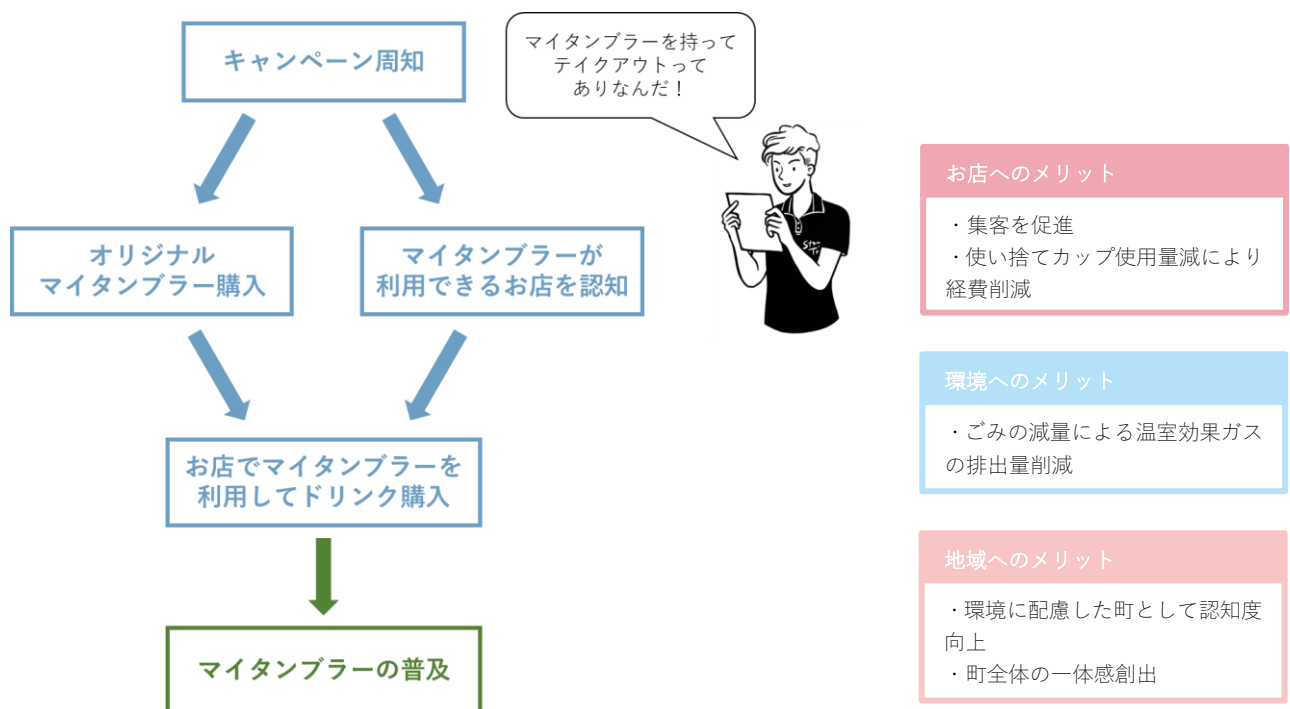 キャンペーン周知
マイタンブラーを持って
テイクアウトって
ありなんだ！
オリジナル
マイタンブラー購入
マイタンブラーが
利用できるお店を認知
お店でマイタンブラーを
利用してドリンク購入
マイタンブラーの普及
お店へのメリット
・集客を促進
・使い捨てカップ使用量減により
経費削減
環境へのメリット
・ごみの減量による温室効果ガス
の排出量削減
地域へのメリット
・環境に配慮した町として認知度
向上
・町全体の一体感創出